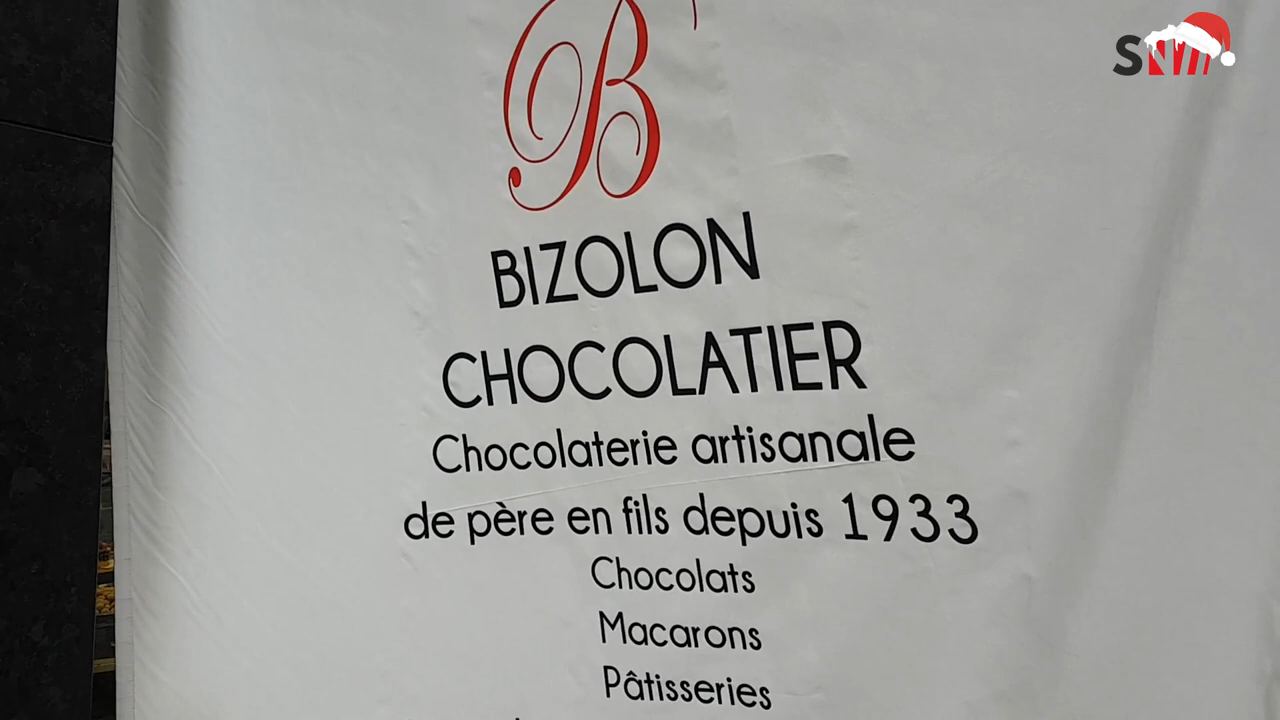 B
BIZOLON
CHOCOLATIER
Chocolaterie artisanale
de père en fils depuis 1933
Chocolats
Macarons
Pâtisseries